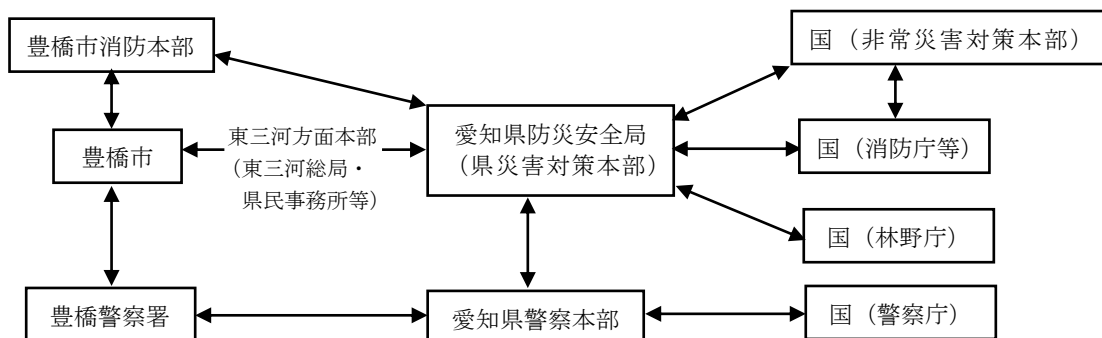 豊橋市消防本部
国（非常災害対策本部）
豊橋市
東三河方面本部
（東三河総局・
県民事務所等）
愛知県防災安全局
（県災害対策本部）
国（消防庁等）
国（林野庁）
豊橋警察署
愛知県警察本部
国（警察庁）